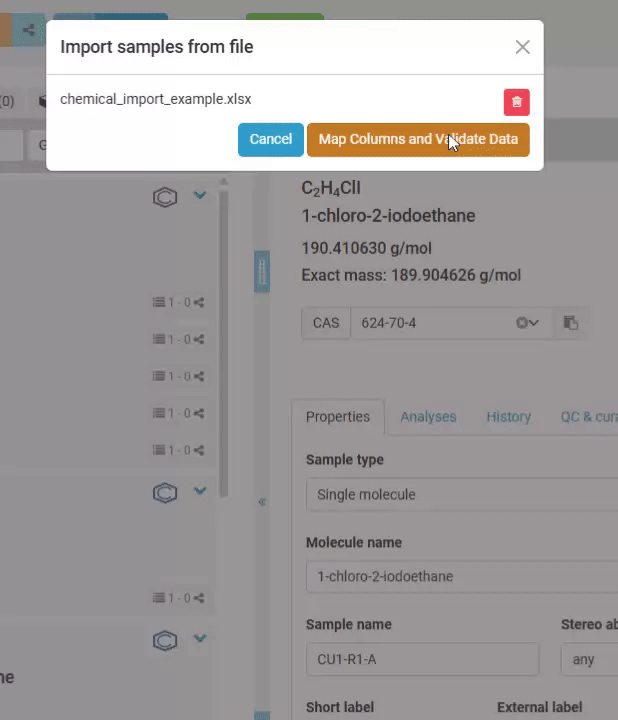 Import samples from file
chemical_import_example.xlsx
Cancel
Map Columns and Validate Data
(0)
G
C₂H₄ClI
1-chloro-2-iodoethane
190.410630 g/mol
Exact mass: 189.904626 g/mol
CAS
624-70-4
1 - 0
1 - 0
1 - 0
1 - 0
1 - 0
Properties
Analyses
History
QC & cura
Sample type
Single molecule
Molecule name
1-chloro-2-iodoethane
1 - 0
Sample name
Stereo ab
CU1-R1-A
any
ne
Short label
External label